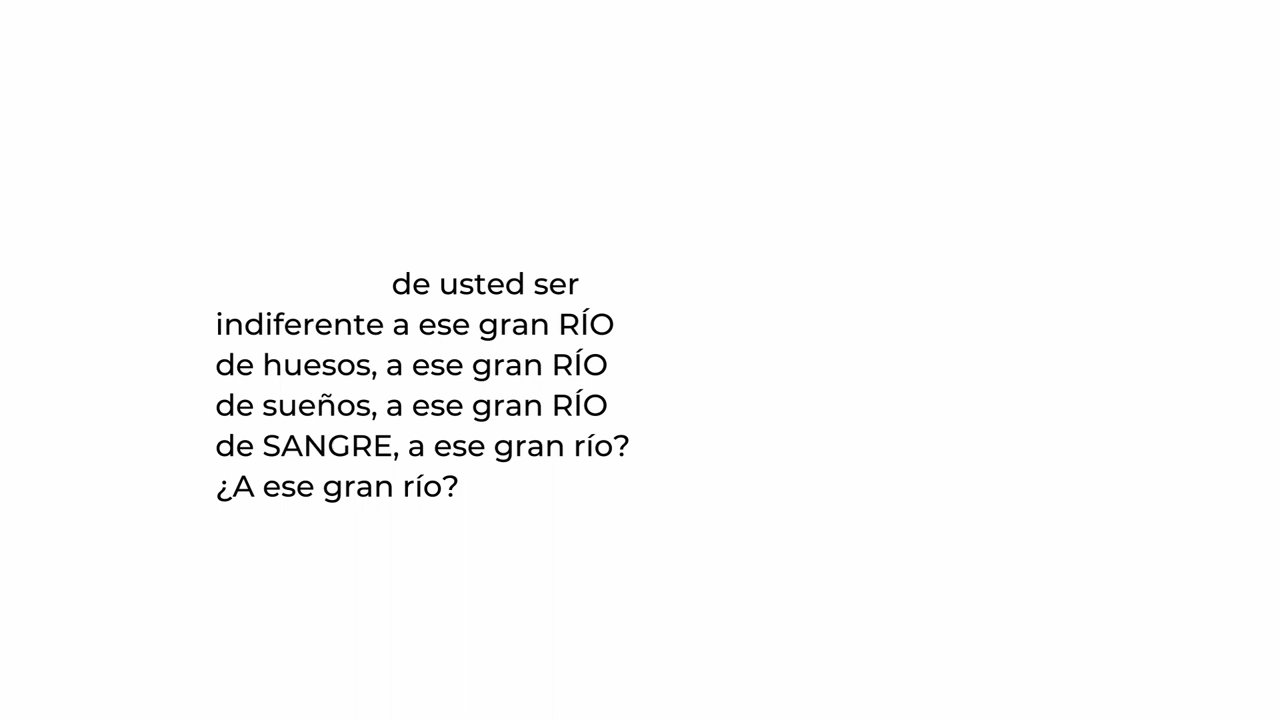 de usted ser
indiferente a ese gran RÍO
de huesos, a ese gran RÍO
de sueños, a ese gran RÍO
de SANGRE, a ese gran río?
¿A ese gran río?